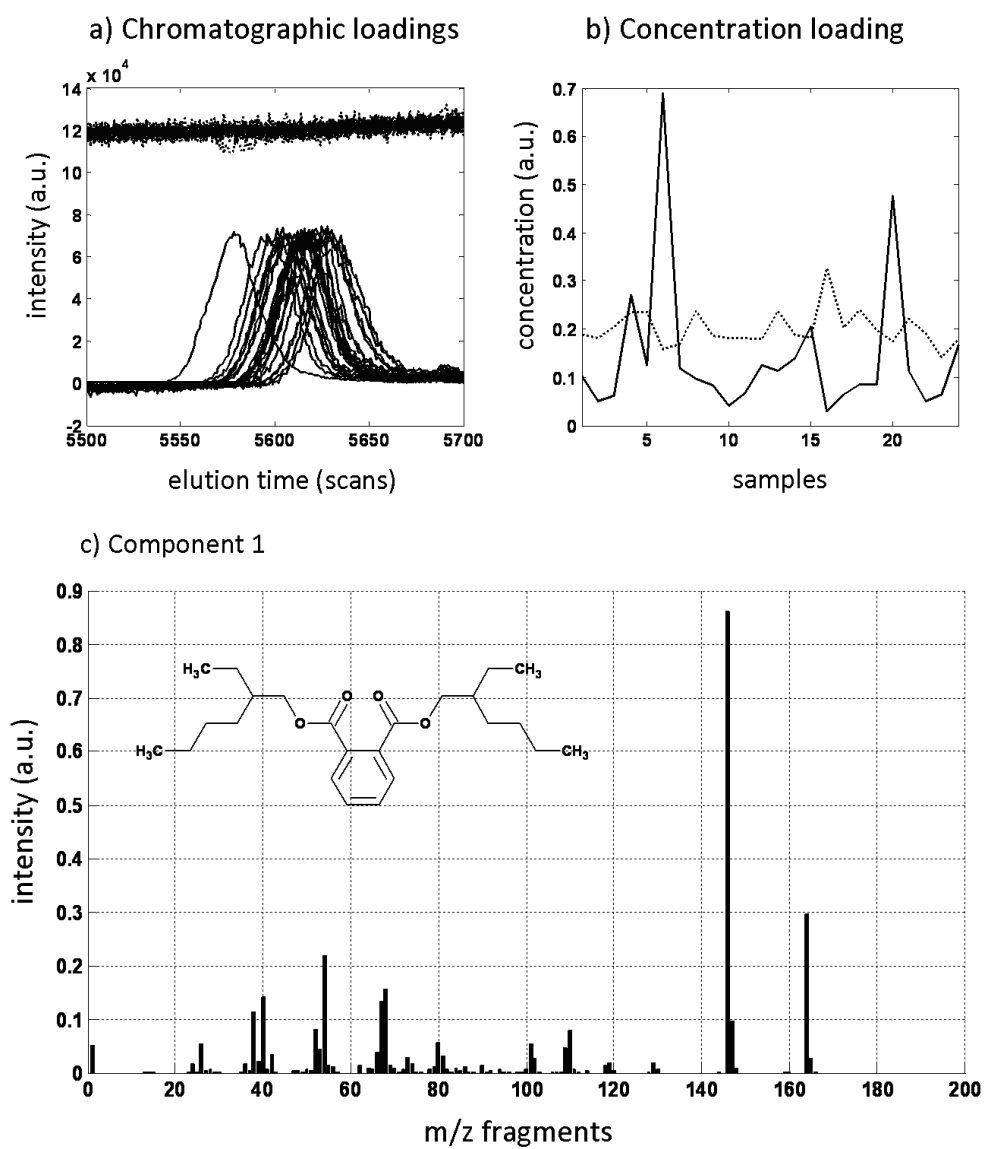 a) Chromatographic loadings
x 10⁴
14
12
10
8
6
4
2
0
-2
5500 5550 5600 5650 5700
intensity (a.u.)
elution time (scans)
b) Concentration loading
0.7
0.6
0.5
0.4
0.3
0.2
0.1
0
5 10 15 20
concentration (a.u.)
samples
c) Component 1
0.9
0.8
0.7
0.6
0.5
0.4
0.3
0.2
0.1
0
0 20 40 60 80 100 120 140 160 180 200
intensity (a.u.)
m/z fragments
H₃C CH₃
O O
O O
H₃C CH₃